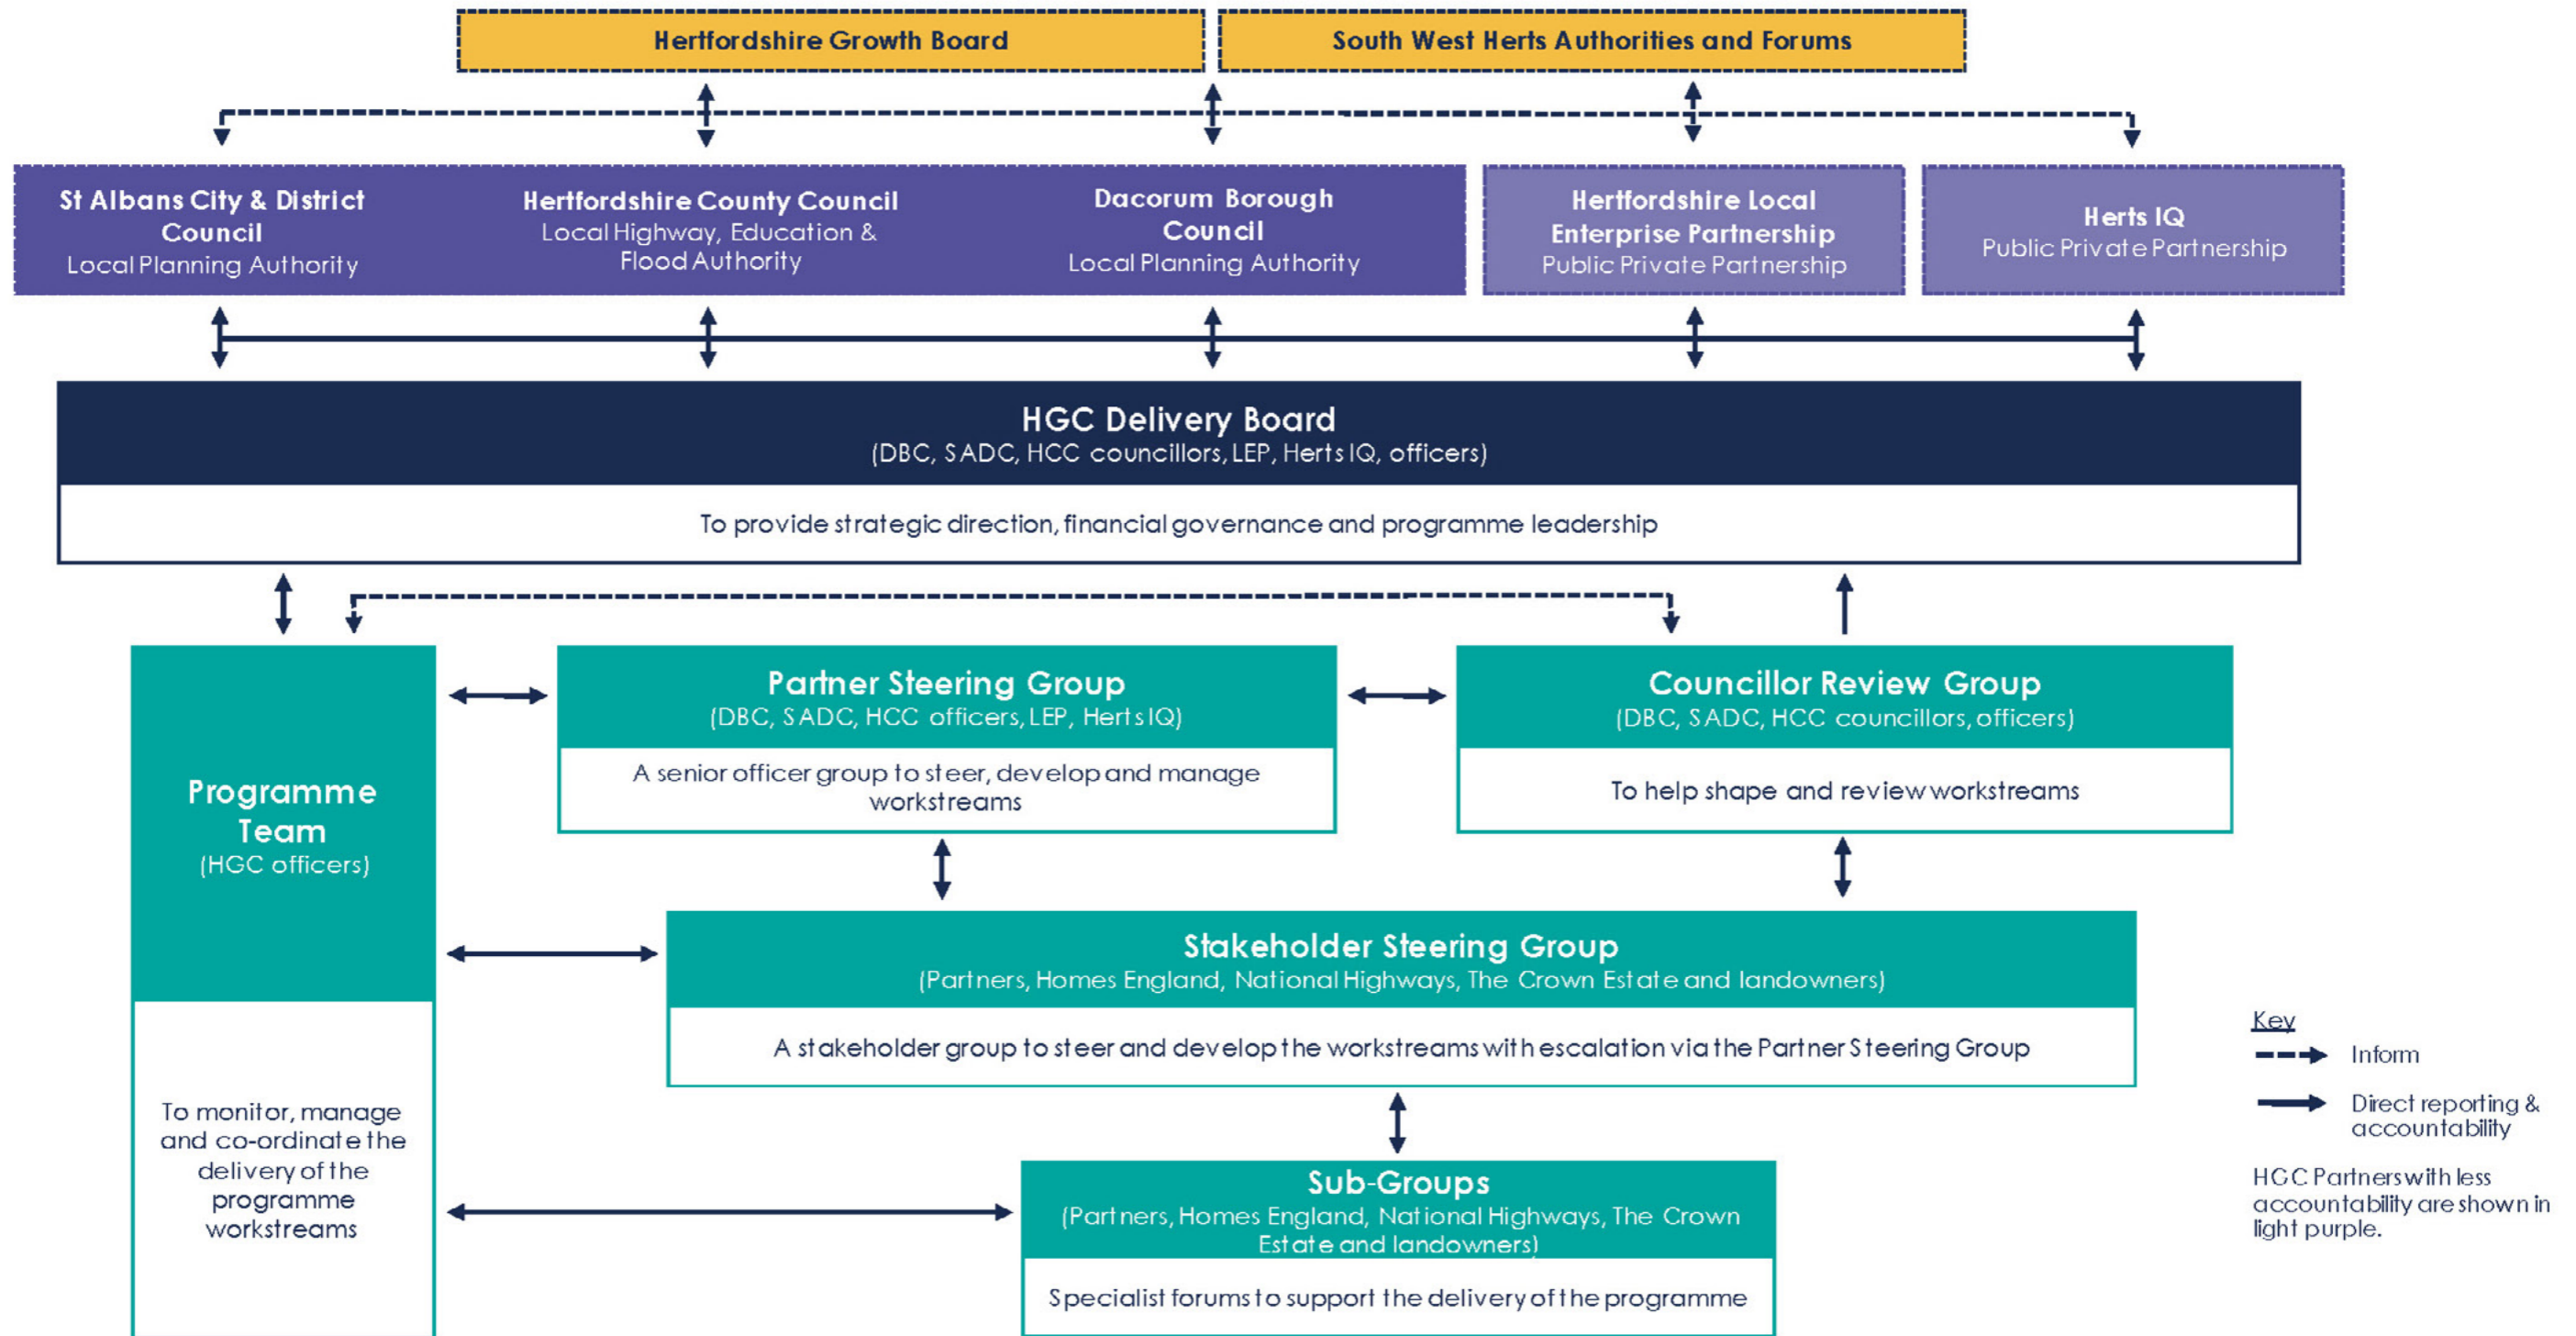 Hertfordshire Growth Board
South West Herts Authorities and Forums
St Albans City & District
Council
Local Planning Authority
Hertfordshire County Council
Local Highway, Education &
Flood Authority
Dacorum Borough
Council
Local Planning Authority
Hertfordshire Local
Enterprise Partnership
Public Private Partnership
Herts IQ
Public Private Partnership
HGC Delivery Board
(DBC, SADC, HCC councillors, LEP, Herts IQ, officers)
To provide strategic direction, financial governance and programme leadership
Programme
Team
(HGC officers)
To monitor, manage
and co-ordinate the
delivery of the
programme
workstreams
Partner Steering Group
(DBC, SADC, HCC officers, LEP, Herts IQ)
A senior officer group to steer, develop and manage
workstreams
Councillor Review Group
(DBC, SADC, HCC councillors, officers)
To help shape and review workstreams
Stakeholder Steering Group
(Partners, Homes England, National Highways, The Crown Estate and landowners)
A stakeholder group to steer and develop the workstreams with escalation via the Partner Steering Group
Sub-Groups
(Partners, Homes England, National Highways, The Crown
Estate and landowners)
Specialist forums to support the delivery of the programme
Key
Inform
Direct reporting &
accountability
HGC Partners with less
accountability are shown in
light purple.